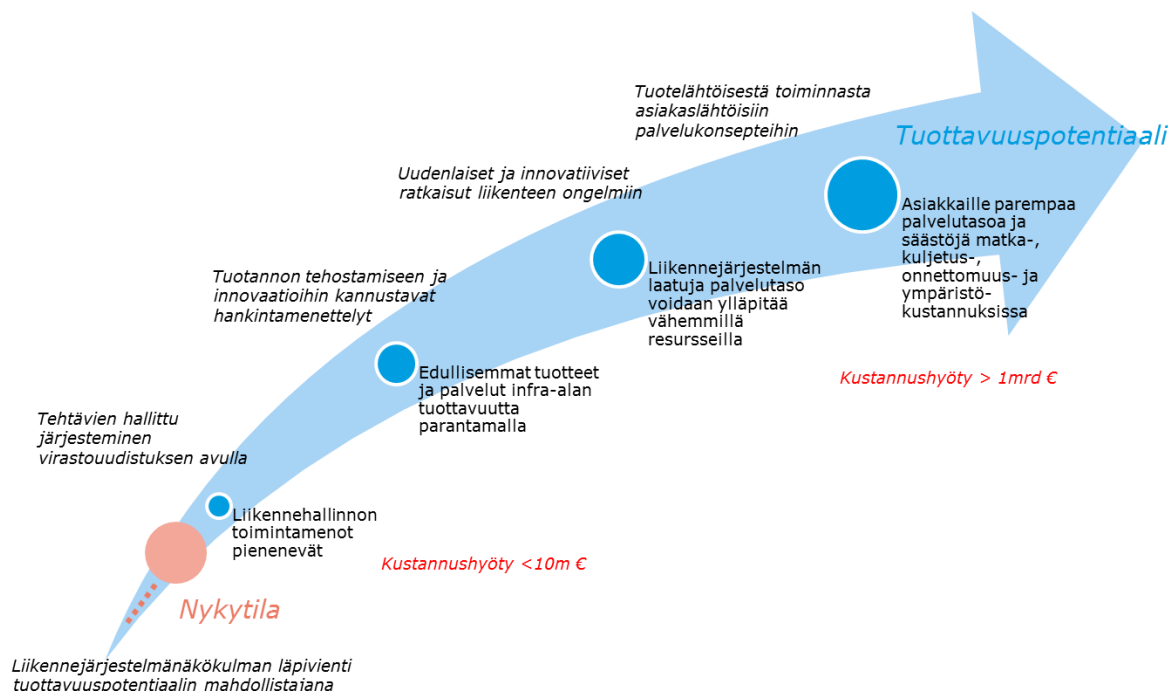 Tuotelähtöisestä toiminnasta
asiakaslähtöisiin
palvelukonsepteihin
Tuottavuuspotentiaali
Uudenlaiset ja innovatiiviset
ratkaisut liikenteen ongelmiin
Asiakkaille parempaa
palvelutasoa ja
säästöjä matka-,
kuljetus-,
onnettomuus- ja
ympäristö-
kustannuksissa
Tuotannon tehostamiseen ja
innovaatioihin kannustavat
hankintamenettelyt
Liikennejärjestelmän
laatuja palvelutaso
voidaan ylläpitää
vähemmillä
resursseilla
Kustannushyöty > 1mrd €
Edullisemmat tuotteet
ja palvelut infra-alan
tuottavuutta
parantamalla
Tehtävien hallittu
järjesteminen
virastouudistuksen avulla
Liikennehallinnon
toimintamenot
pienenevät
Kustannushyöty <10m €
Nykytila
Liikennejärjestelmänäkökulman läpivienti
tuottavuuspotentiaalin mahdollistajana